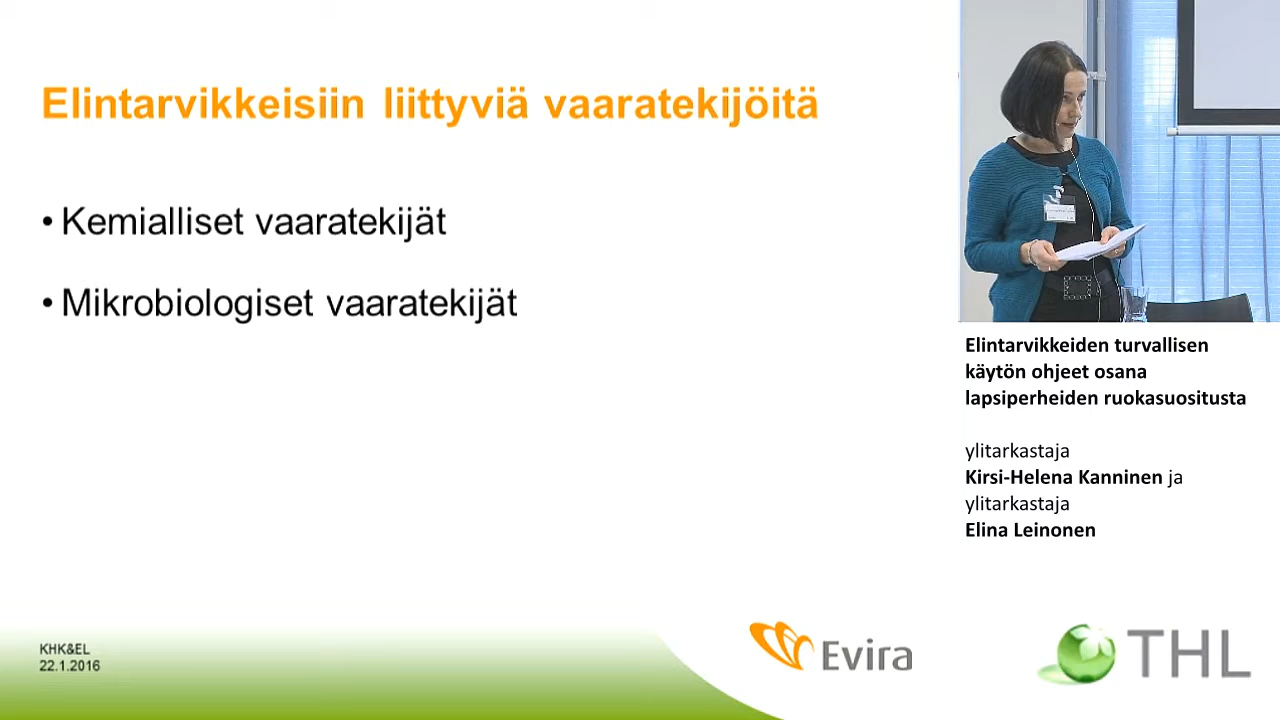 Elintarvikkeisiin liittyviä vaaratekijöitä
• Kemialliset vaaratekijät
• Mikrobiologiset vaaratekijät
Elintarvikkeiden turvallisen
käytön ohjeet osana
lapsiperheiden ruokasuositusta
ylitarkastaja
Kirsi-Helena Kanninen ja
ylitarkastaja
Elina Leinonen
KHK&EL
22.1.2016
Evira
THL